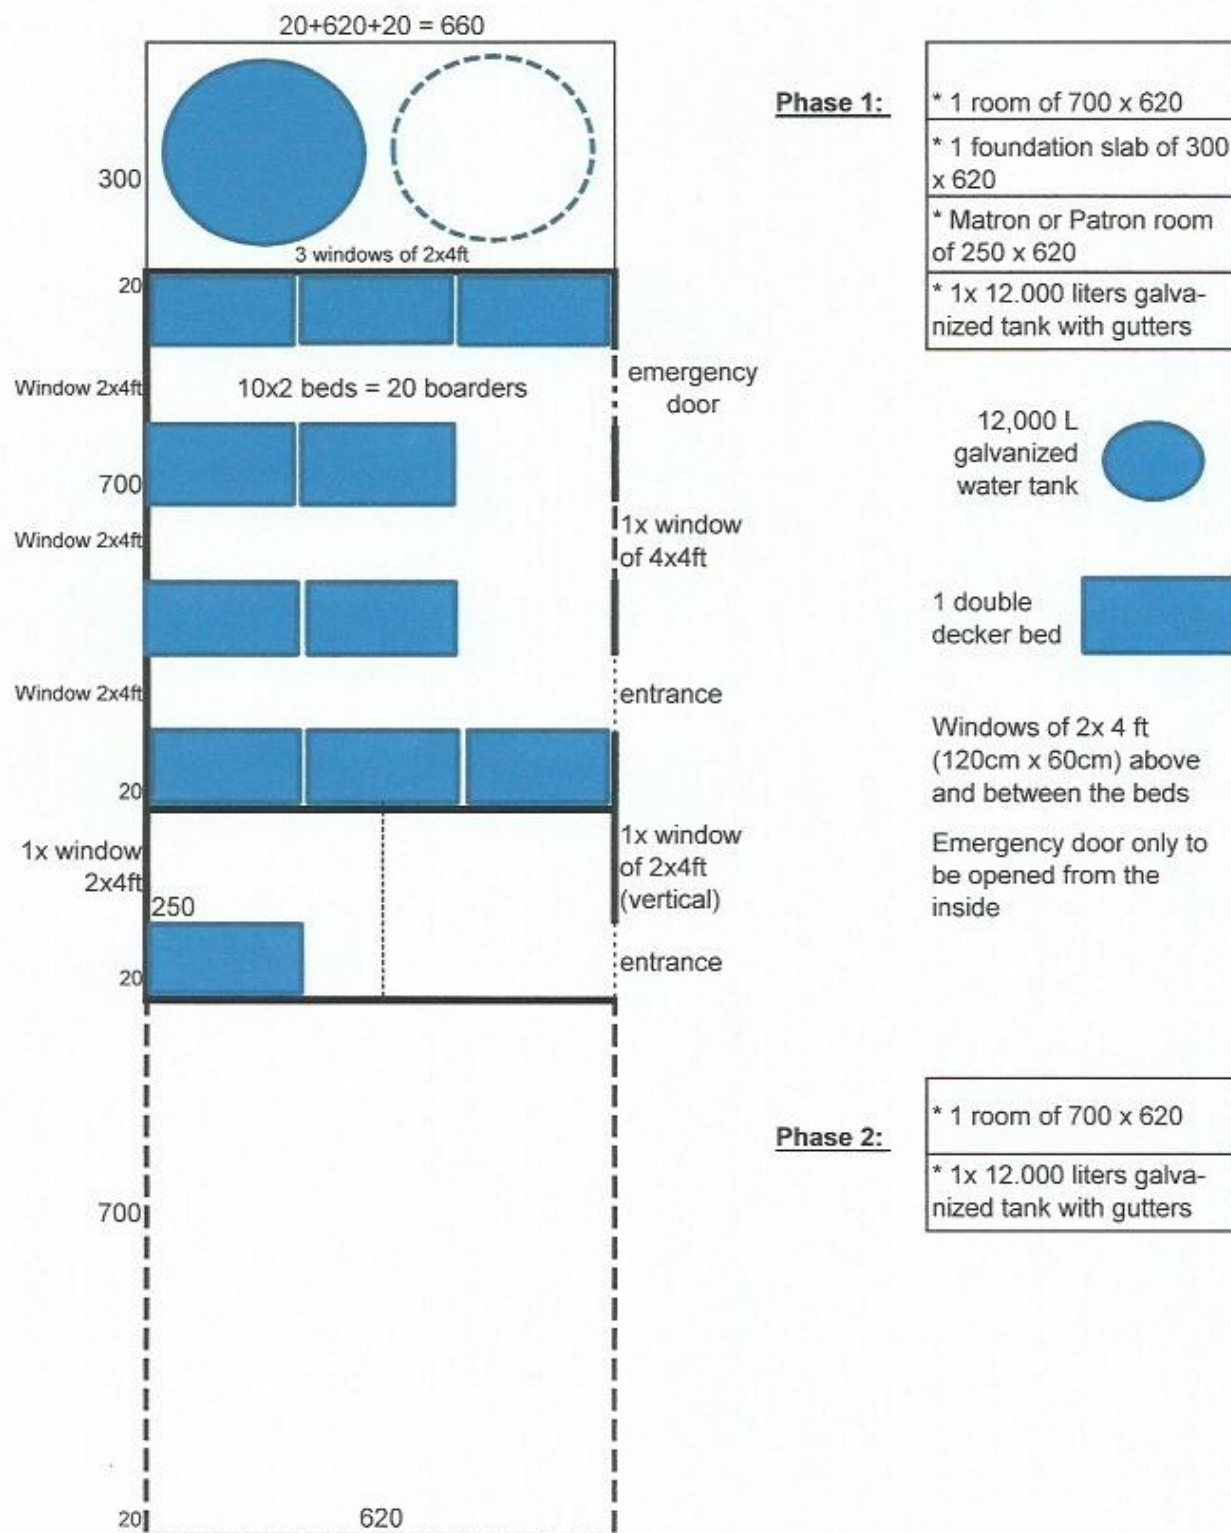 20+620+20 = 660
300
3 windows of 2x4ft
20
Window 2x4ft
10x2 beds = 20 boarders
emergency
door
700
Window 2x4ft
1x window
of 4x4ft
Window 2x4ft
entrance
20
1x window
2x4ft
1x window
of 2x4ft
(vertical)
250
20
entrance
700
20
620
Phase 1:
* 1 room of 700 x 620
* 1 foundation slab of 300
x 620
* Matron or Patron room
of 250 x 620
* 1x 12.000 liters galva-
nized tank with gutters
12,000 L
galvanized
water tank
1 double
decker bed
Windows of 2x 4 ft
(120cm x 60cm) above
and between the beds
Emergency door only to
be opened from the
inside
Phase 2:
* 1 room of 700 x 620
* 1x 12.000 liters galva-
nized tank with gutters